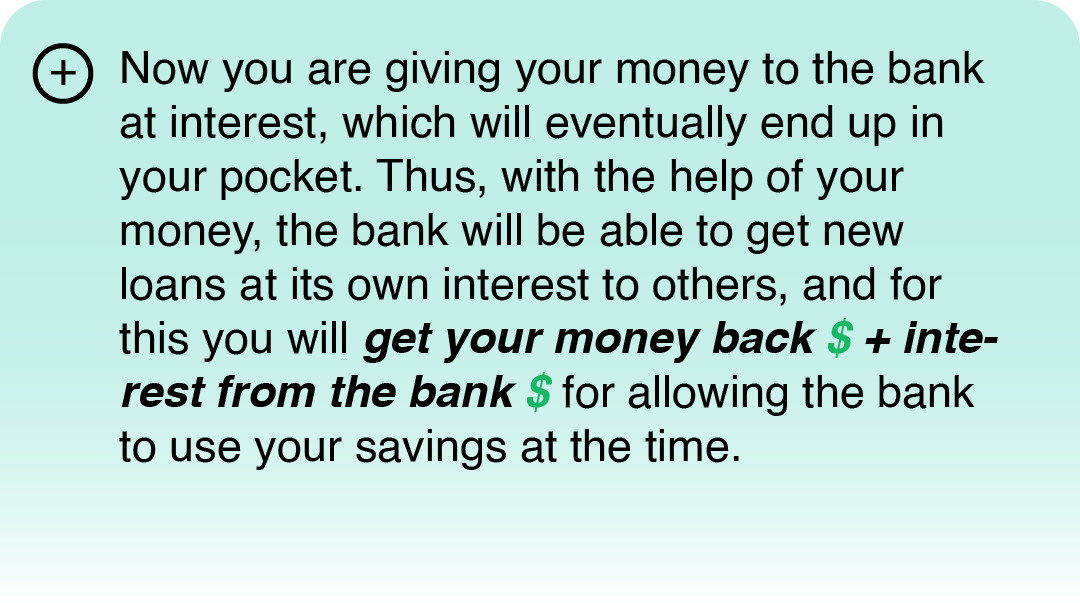 Now you are giving your money to the bank
at interest, which will eventually end up in
your pocket. Thus, with the help of your
money, the bank will be able to get new
loans at its own interest to others, and for
this you will get your money back $ + inte-
rest from the bank $ for allowing the bank
to use your savings at the time.